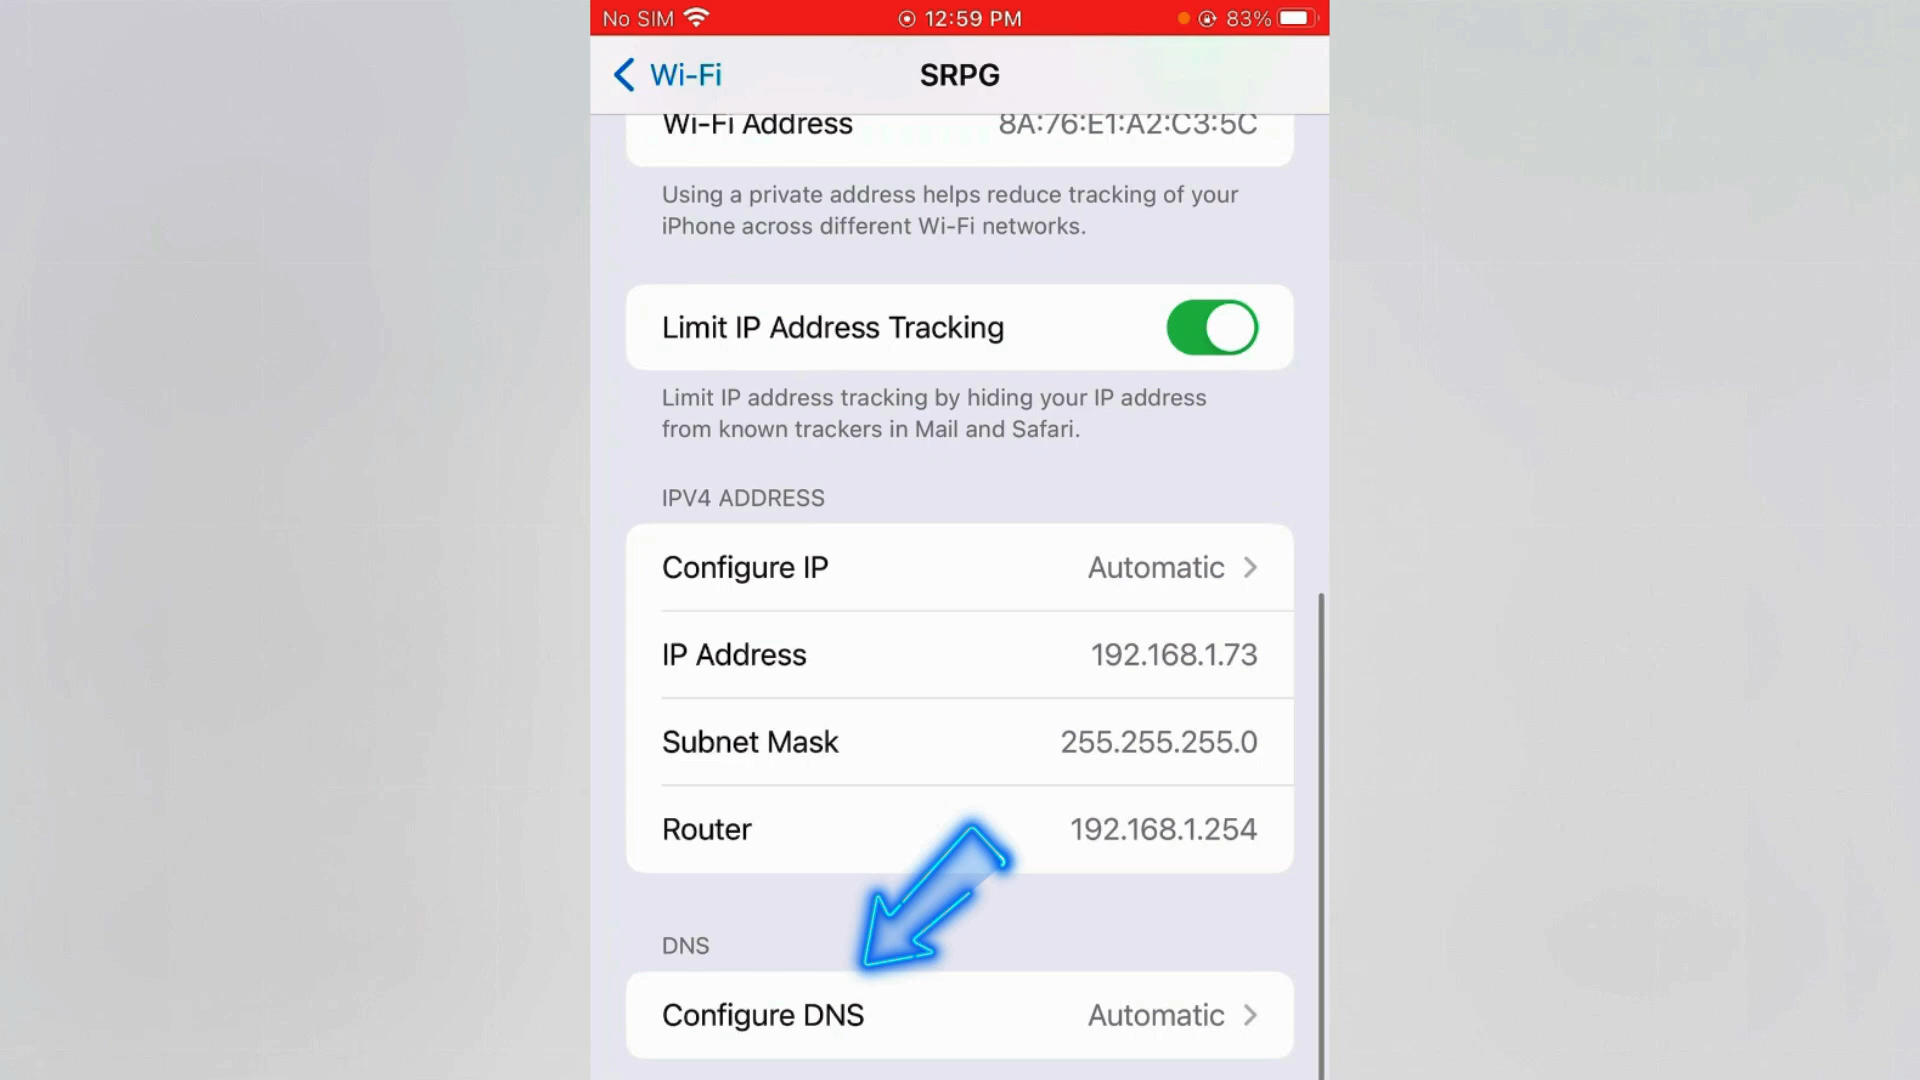 No SIM 12:59 PM 83%
Wi-Fi SRPG
Wi-Fi Address 8A:76:E1:A2:C3:5C
Using a private address helps reduce tracking of your
iPhone across different Wi-Fi networks.
Limit IP Address Tracking
Limit IP address tracking by hiding your IP address
from known trackers in Mail and Safari.
IPV4 ADDRESS
Configure IP Automatic
IP Address 192.168.1.73
Subnet Mask 255.255.255.0
Router 192.168.1.254
DNS
Configure DNS Automatic